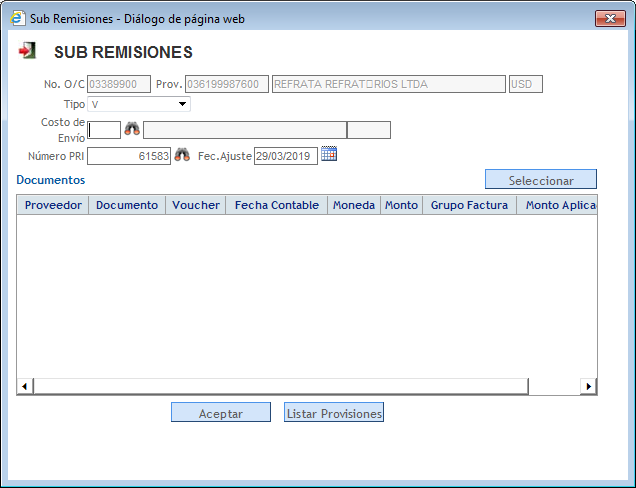 Sub Remisiones - Diálogo de página web
SUB REMISIONES
No. O/C 03389900 Prov. 036199987600 REFRATA REFRAT□RIOS LTDA USD
Tipo V
Costo de
Envío
Número PRI 61583 Fec.Ajuste 29/03/2019
Documentos Seleccionar
Proveedor Documento Voucher Fecha Contable Moneda Monto Grupo Factura Monto Aplica
Aceptar Listar Provisiones